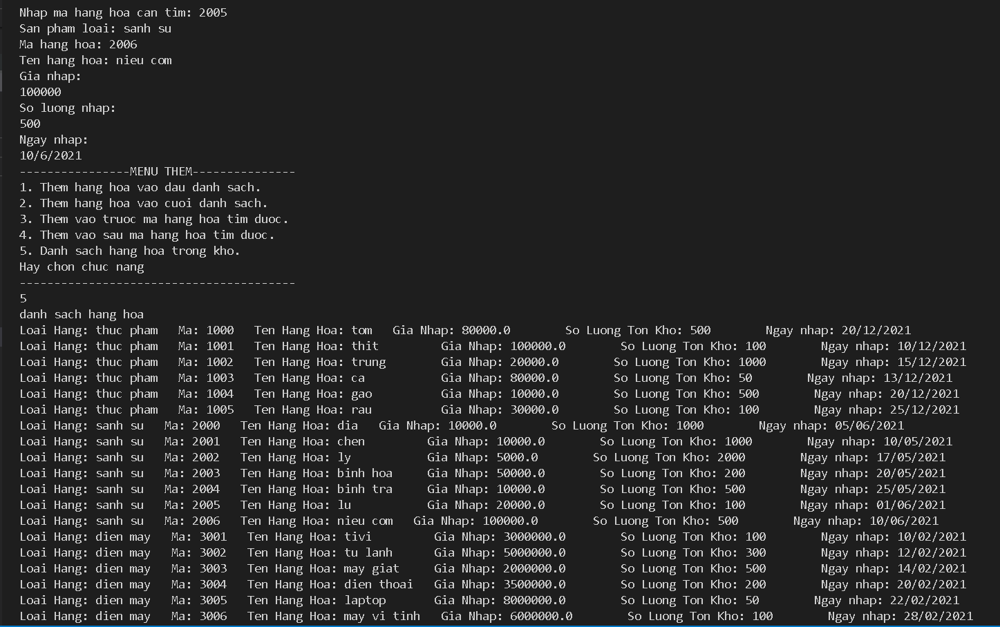 Nhap ma hang hoa can tim: 2005
San pham loai: sanh su
Ma hang hoa: 2006
Ten hang hoa: nieu com
Gia nhap:
100000
So luong nhap:
500
Ngay nhap:
10/6/2021
----------------MENU THEM---------------
1. Them hang hoa vao dau danh sach.
2. Them hang hoa vao cuoi danh sach.
3. Them vao truoc ma hang hoa tim duoc.
4. Them vao sau ma hang hoa tim duoc.
5. Danh sach hang hoa trong kho.
Hay chon chuc nang
----------------------------------------
5
danh sach hang hoa
Loai Hang: thuc pham   Ma: 1000   Ten Hang Hoa: tom   Gia Nhap: 80000.0        So Luong Ton Kho: 500        Ngay nhap: 20/12/2021
Loai Hang: thuc pham   Ma: 1001   Ten Hang Hoa: thit         Gia Nhap: 100000.0        So Luong Ton Kho: 100        Ngay nhap: 10/12/2021
Loai Hang: thuc pham   Ma: 1002   Ten Hang Hoa: trung        Gia Nhap: 20000.0        So Luong Ton Kho: 1000        Ngay nhap: 15/12/2021
Loai Hang: thuc pham   Ma: 1003   Ten Hang Hoa: ca           Gia Nhap: 80000.0        So Luong Ton Kho: 50        Ngay nhap: 13/12/2021
Loai Hang: thuc pham   Ma: 1004   Ten Hang Hoa: gao          Gia Nhap: 10000.0        So Luong Ton Kho: 500        Ngay nhap: 20/12/2021
Loai Hang: thuc pham   Ma: 1005   Ten Hang Hoa: rau          Gia Nhap: 30000.0        So Luong Ton Kho: 100        Ngay nhap: 25/12/2021
Loai Hang: sanh su   Ma: 2000   Ten Hang Hoa: dia   Gia Nhap: 10000.0        So Luong Ton Kho: 1000        Ngay nhap: 05/06/2021
Loai Hang: sanh su   Ma: 2001   Ten Hang Hoa: chen         Gia Nhap: 10000.0        So Luong Ton Kho: 1000        Ngay nhap: 10/05/2021
Loai Hang: sanh su   Ma: 2002   Ten Hang Hoa: ly           Gia Nhap: 5000.0        So Luong Ton Kho: 2000        Ngay nhap: 17/05/2021
Loai Hang: sanh su   Ma: 2003   Ten Hang Hoa: binh hoa     Gia Nhap: 50000.0        So Luong Ton Kho: 200        Ngay nhap: 20/05/2021
Loai Hang: sanh su   Ma: 2004   Ten Hang Hoa: binh tra     Gia Nhap: 10000.0        So Luong Ton Kho: 500        Ngay nhap: 25/05/2021
Loai Hang: sanh su   Ma: 2005   Ten Hang Hoa: lu           Gia Nhap: 20000.0        So Luong Ton Kho: 100        Ngay nhap: 01/06/2021
Loai Hang: sanh su   Ma: 2006   Ten Hang Hoa: nieu com   Gia Nhap: 100000.0        So Luong Ton Kho: 500        Ngay nhap: 10/06/2021
Loai Hang: dien may   Ma: 3001   Ten Hang Hoa: tivi         Gia Nhap: 3000000.0        So Luong Ton Kho: 100        Ngay nhap: 10/02/2021
Loai Hang: dien may   Ma: 3002   Ten Hang Hoa: tu lanh      Gia Nhap: 5000000.0        So Luong Ton Kho: 300        Ngay nhap: 12/02/2021
Loai Hang: dien may   Ma: 3003   Ten Hang Hoa: may giat     Gia Nhap: 2000000.0        So Luong Ton Kho: 500        Ngay nhap: 14/02/2021
Loai Hang: dien may   Ma: 3004   Ten Hang Hoa: dien thoai   Gia Nhap: 3500000.0        So Luong Ton Kho: 200        Ngay nhap: 20/02/2021
Loai Hang: dien may   Ma: 3005   Ten Hang Hoa: laptop       Gia Nhap: 8000000.0        So Luong Ton Kho: 50        Ngay nhap: 22/02/2021
Loai Hang: dien may   Ma: 3006   Ten Hang Hoa: may vi tinh   Gia Nhap: 6000000.0        So Luong Ton Kho: 100        Ngay nhap: 28/02/2021